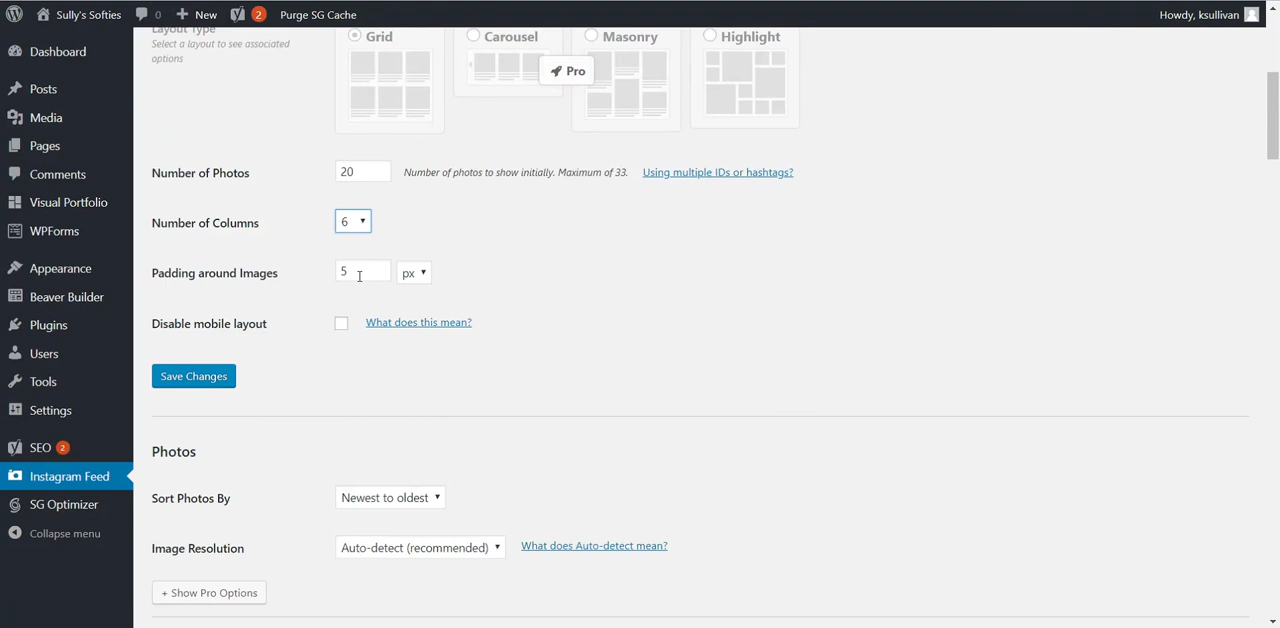 Sully's Softies 0 New 2 Purge SG Cache Howdy, ksullivan
Dashboard
Posts
Media
Pages
Comments
Visual Portfolio
WPForms
Appearance
Beaver Builder
Plugins
Users
Tools
Settings
SEO 2
Instagram Feed
SG Optimizer
Collapse menu
Layout Type
Select a layout to see associated
options
Grid
Carousel
Masonry
Highlight
Pro
Number of Photos 20 Number of photos to show initially. Maximum of 33. Using multiple IDs or hashtags?
Number of Columns 6
Padding around Images 5 px
Disable mobile layout What does this mean?
Save Changes
Photos
Sort Photos By Newest to oldest
Image Resolution Auto-detect (recommended) What does Auto-detect mean?
+ Show Pro Options